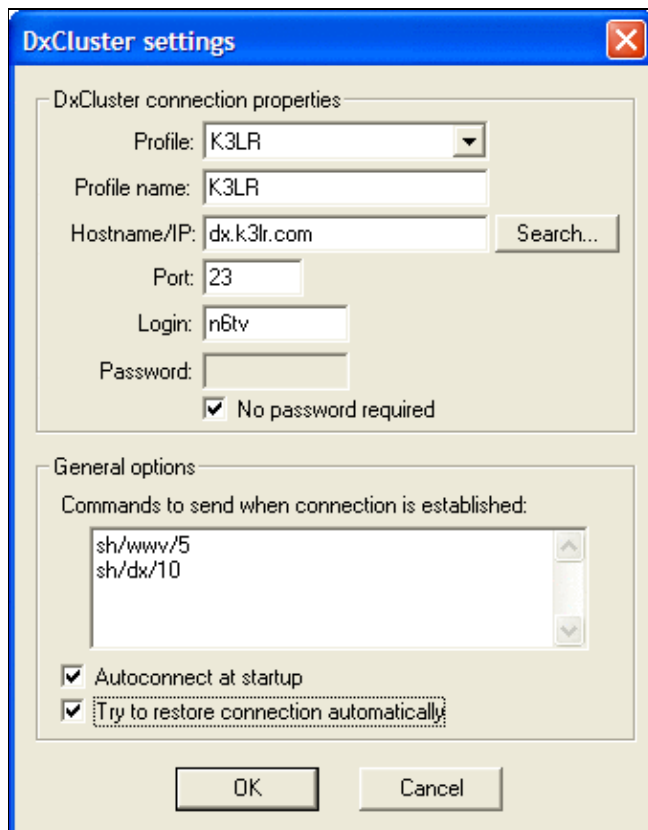 DxCluster settings
DxCluster connection properties
Profile: K3LR
Profile name: K3LR
Hostname/IP: dx.k3lr.com Search...
Port: 23
Login: n6tv
Password:
No password required
General options
Commands to send when connection is established:
sh/wwv/5
sh/dx/10
Autoconnect at startup
Try to restore connection automatically
OK Cancel